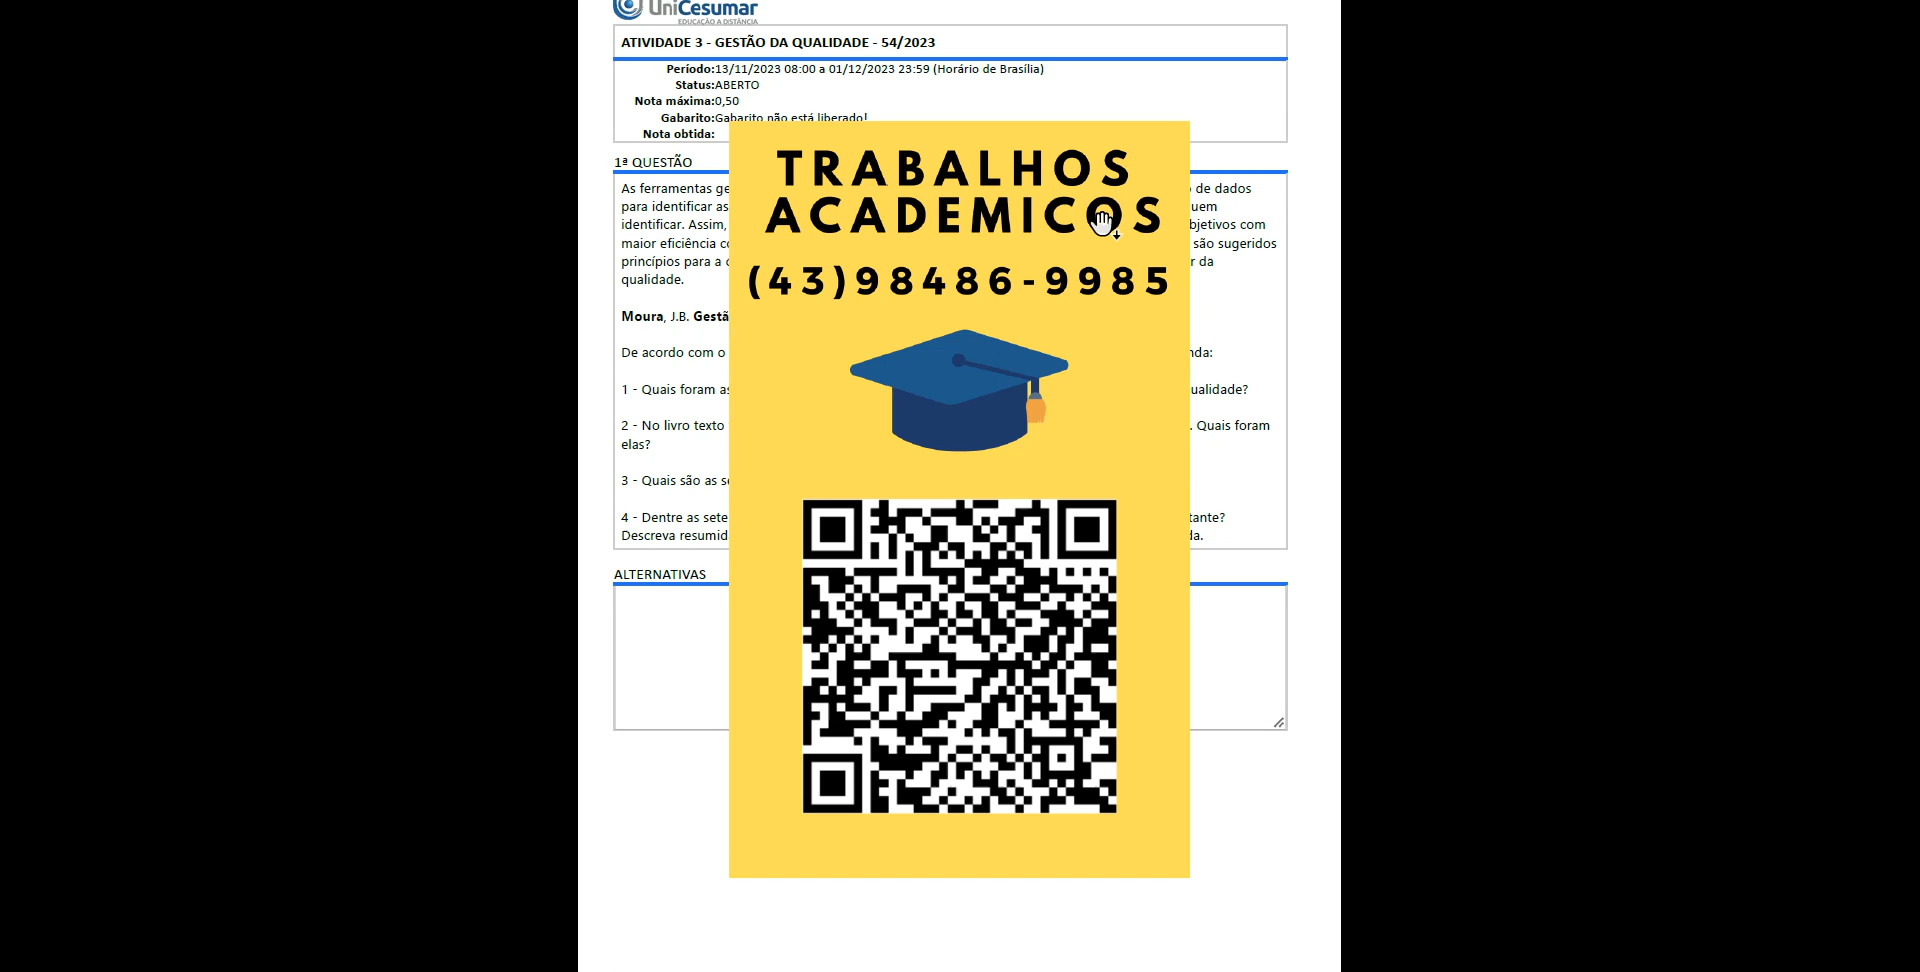 UniCesumar
EDUCAÇÃO A DISTÂNCIA
ATIVIDADE 3 - GESTÃO DA QUALIDADE - 54/2023
Período:13/11/2023 08:00 a 01/12/2023 23:59 (Horário de Brasília)
Status:ABERTO
Nota máxima:0,50
Gabarito:Gabarito não está liberado!
Nota obtida:
1ª QUESTÃO
As ferramentas de dados
para identificar
identificar. Assim, bjetivos com
maior eficiência são sugeridos
princípios para a r da
qualidade.
Moura, J.B. Gestã
De acordo com o nda:
1 - Quais foram ualidade?
2 - No livro texto . Quais foram
elas?
3 - Quais são as
4 - Dentre as sete tante?
Descreva resumid da.
ALTERNATIVAS
TRABALHOS
ACADEMICOS
(43)98486-9985